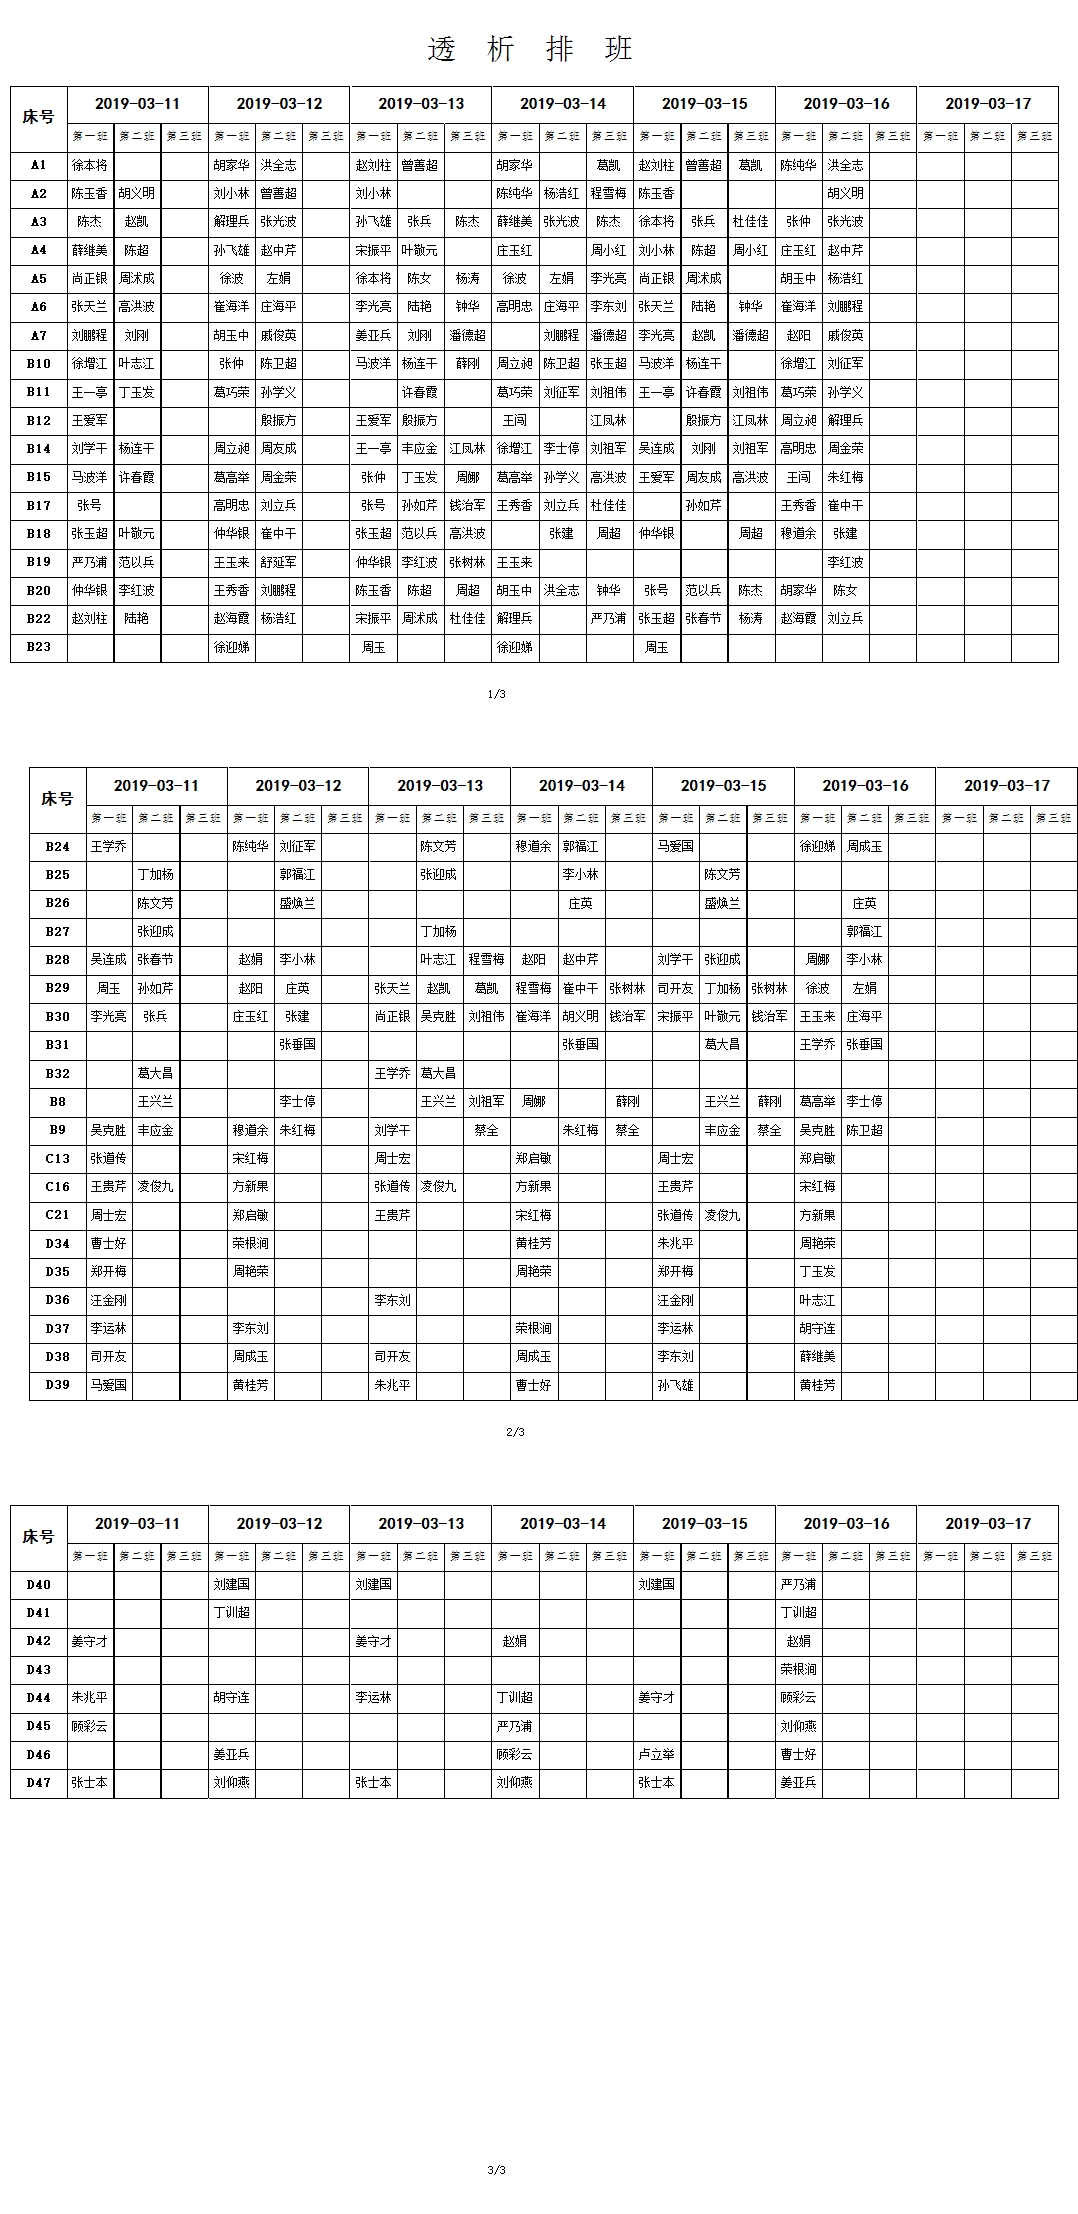 透 析 排 班
床号 2019-03-11 2019-03-12 2019-03-13 2019-03-14 2019-03-15 2019-03-16 2019-03-17
第一班 第二班 第三班 第一班 第二班 第三班 第一班 第二班 第三班 第一班 第二班 第三班 第一班 第二班 第三班 第一班 第二班 第三班 第一班 第二班 第三班
A1 徐本将 胡家华 洪全志 赵刘柱 曾善超 胡家华 葛凯 赵刘柱 曾善超 葛凯 陈纯华 洪全志
A2 陈玉香 胡义明 刘小林 曾善超 刘小林 陈纯华 杨浩红 程雪梅 陈玉香 胡义明
A3 陈杰 赵凯 解理兵 张光波 孙飞雄 张兵 陈杰 薛继美 张光波 陈杰 徐本将 张兵 杜佳佳 张仲 张光波
A4 薛继美 陈超 孙飞雄 赵中芹 宋振平 叶敬元 庄玉红 周小红 刘小林 陈超 周小红 庄玉红 赵中芹
A5 尚正银 周沭成 徐波 左娟 徐本将 陈女 杨涛 徐波 左娟 李光亮 尚正银 周沭成 胡玉中 杨浩红
A6 张天兰 高洪波 崔海洋 庄海平 李光亮 陆艳 钟华 高明忠 庄海平 李东刘 张天兰 陆艳 钟华 崔海洋 刘鹏程
A7 刘鹏程 刘刚 胡玉中 戚俊英 姜亚兵 刘刚 潘德超 刘鹏程 潘德超 李光亮 赵凯 潘德超 赵阳 戚俊英
B10 徐增江 叶志江 张仲 陈卫超 马波洋 杨连干 薛刚 周立昶 陈卫超 张玉超 马波洋 杨连干 徐增江 刘征军
B11 王一亭 丁玉发 葛巧荣 孙学义 许春霞 葛巧荣 刘征军 刘祖伟 王一亭 许春霞 刘祖伟 葛巧荣 孙学义
B12 王爱军 殷振方 王爱军 殷振方 王闯 江凤林 殷振方 江凤林 周立昶 解理兵
B14 刘学干 杨连干 周立昶 周友成 王一亭 丰应金 江凤林 徐增江 李士停 刘祖军 吴连成 刘刚 刘祖军 高明忠 周金荣
B15 马波洋 许春霞 葛高举 周金荣 张仲 丁玉发 周娜 葛高举 孙学义 高洪波 王爱军 周友成 高洪波 王闯 朱红梅
B17 张号 高明忠 刘立兵 张号 孙如芹 钱治军 王秀香 刘立兵 杜佳佳 孙如芹 王秀香 崔中干
B18 张玉超 叶敬元 仲华银 崔中干 张玉超 范以兵 高洪波 张建 周超 仲华银 周超 穆道余 张建
B19 严乃浦 范以兵 王玉来 舒延军 仲华银 李红波 张树林 王玉来 李红波
B20 仲华银 李红波 王秀香 刘鹏程 陈玉香 陈超 周超 胡玉中 洪全志 钟华 张号 范以兵 陈杰 胡家华 陈女
B22 赵刘柱 陆艳 赵海霞 杨浩红 宋振平 周沭成 杜佳佳 解理兵 严乃浦 张玉超 张春节 杨涛 赵海霞 刘立兵
B23 徐迎娣 周玉 徐迎娣 周玉
1/3
床号 2019-03-11 2019-03-12 2019-03-13 2019-03-14 2019-03-15 2019-03-16 2019-03-17
第一班 第二班 第三班 第一班 第二班 第三班 第一班 第二班 第三班 第一班 第二班 第三班 第一班 第二班 第三班 第一班 第二班 第三班 第一班 第二班 第三班
B24 王学乔 陈纯华 刘征军 陈文芳 穆道余 郭福江 马爱国 徐迎娣 周成玉
B25 丁加杨 郭福江 张迎成 李小林 陈文芳
B26 陈文芳 盛焕兰 庄英 盛焕兰 庄英
B27 张迎成 丁加杨 郭福江
B28 吴连成 张春节 赵娟 李小林 叶志江 程雪梅 赵阳 赵中芹 刘学干 张迎成 周娜 李小林
B29 周玉 孙如芹 赵阳 庄英 张天兰 赵凯 葛凯 程雪梅 崔中干 张树林 司开友 丁加杨 张树林 徐波 左娟
B30 李光亮 张兵 庄玉红 张建 尚正银 吴克胜 刘祖伟 崔海洋 胡义明 钱治军 宋振平 叶敬元 钱治军 王玉来 庄海平
B31 张垂国 张垂国 葛大昌 王学乔 张垂国
B32 葛大昌 王学乔 葛大昌
B8 王兴兰 李士停 王兴兰 刘祖军 周娜 薛刚 王兴兰 薛刚 葛高举 李士停
B9 吴克胜 丰应金 穆道余 朱红梅 刘学干 蔡全 朱红梅 蔡全 丰应金 蔡全 吴克胜 陈卫超
C13 张道传 宋红梅 周士宏 郑启敏 周士宏 郑启敏
C16 王贵芹 凌俊九 方新果 张道传 凌俊九 方新果 王贵芹 宋红梅
C21 周士宏 郑启敏 王贵芹 宋红梅 张道传 凌俊九 方新果
D34 曹士好 荣根涧 黄桂芳 朱兆平 周艳荣
D35 郑开梅 周艳荣 周艳荣 郑开梅 丁玉发
D36 汪金刚 李东刘 汪金刚 叶志江
D37 李运林 李东刘 荣根涧 李运林 胡守连
D38 司开友 周成玉 司开友 周成玉 李东刘 薛继美
D39 马爱国 黄桂芳 朱兆平 曹士好 孙飞雄 黄桂芳
2/3
床号 2019-03-11 2019-03-12 2019-03-13 2019-03-14 2019-03-15 2019-03-16 2019-03-17
第一班 第二班 第三班 第一班 第二班 第三班 第一班 第二班 第三班 第一班 第二班 第三班 第一班 第二班 第三班 第一班 第二班 第三班 第一班 第二班 第三班
D40 刘建国 刘建国 刘建国 严乃浦
D41 丁训超 丁训超
D42 姜守才 姜守才 赵娟 赵娟
D43 荣根涧
D44 朱兆平 胡守连 李运林 丁训超 姜守才 顾彩云
D45 顾彩云 严乃浦 刘仰燕
D46 姜亚兵 顾彩云 卢立举 曹士好
D47 张士本 刘仰燕 张士本 刘仰燕 张士本 姜亚兵
3/3